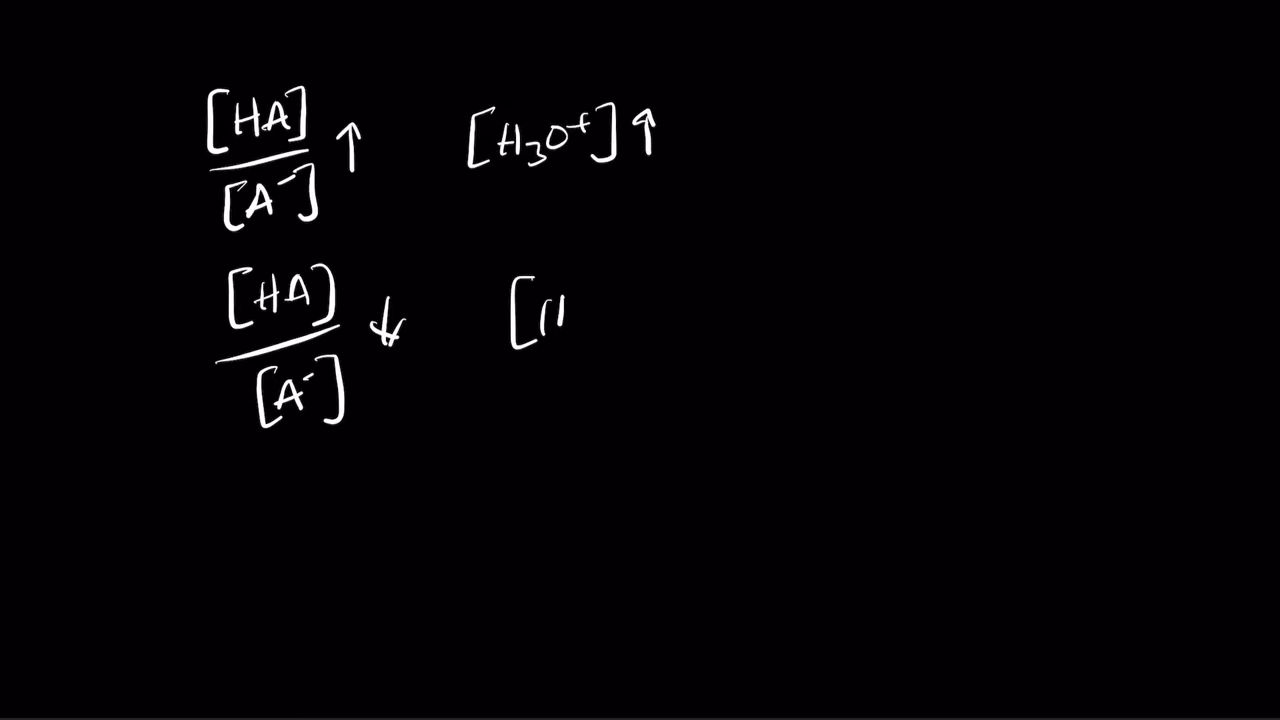 [HA]
[A⁻] ↑ [H₃O⁺] ↑
[HA]
[A⁻] ↓ [